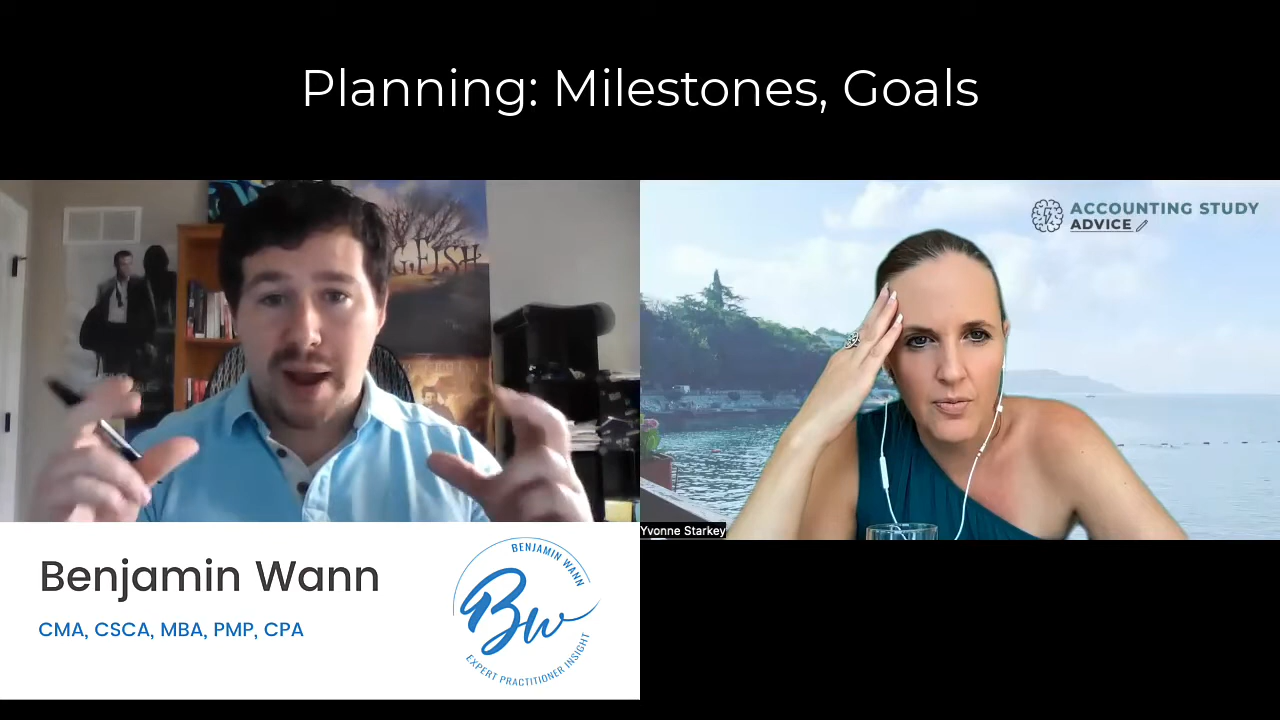 Planning: Milestones, Goals
G FISH
ACCOUNTING STUDY
ADVICE
Yvonne Starkey
Benjamin Wann
CMA, CSCA, MBA, PMP, CPA
BENJAMIN WANN
Bw
EXPERT PRACTITIONER INSIGHT